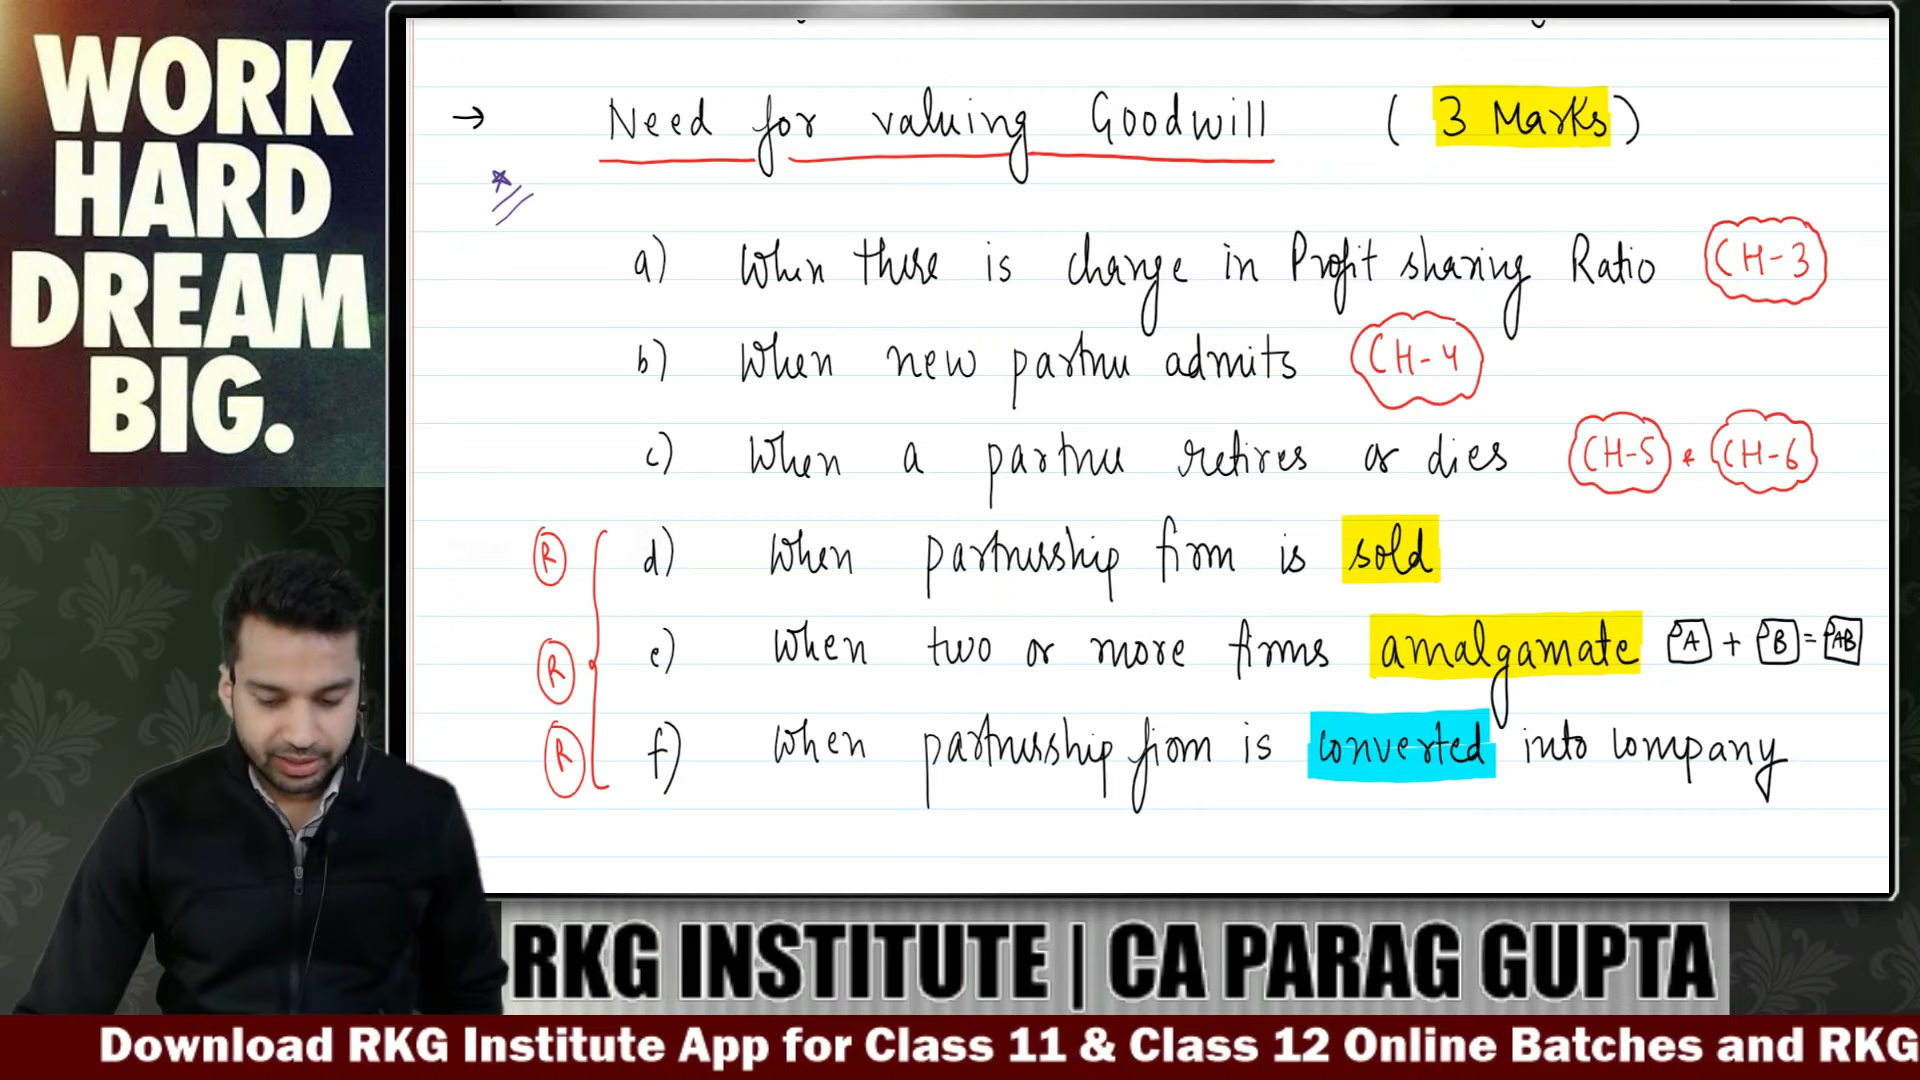 WORK
HARD
DREAM
BIG.
→ Need for valuing Goodwill ( 3 Marks )
a) When there is change in Profit sharing Ratio CH-3
b) When new partner admits CH-4
c) When a partner retires or dies CH-5 & CH-6
R d) When partnership firm is sold
R e) When two or more firms amalgamate A + B = AB
R f) When partnership firm is converted into company
RKG INSTITUTE | CA PARAG GUPTA
Download RKG Institute App for Class 11 & Class 12 Online Batches and RKG